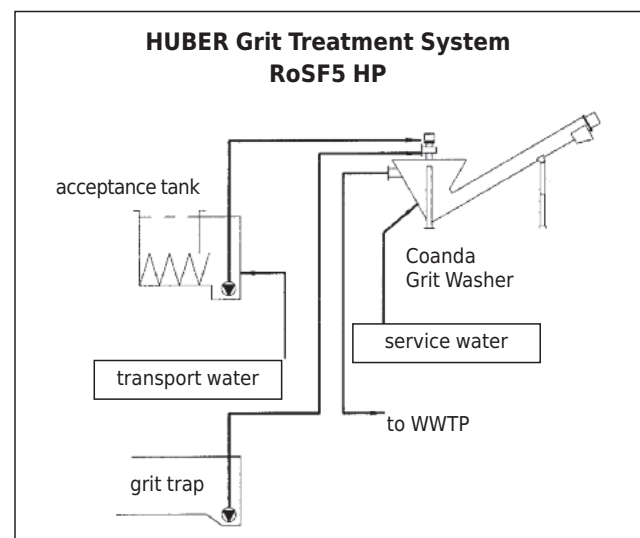 HUBER Grit Treatment System
RoSF5 HP
acceptance tank
Coanda
Grit Washer
service water
transport water
to WWTP
grit trap